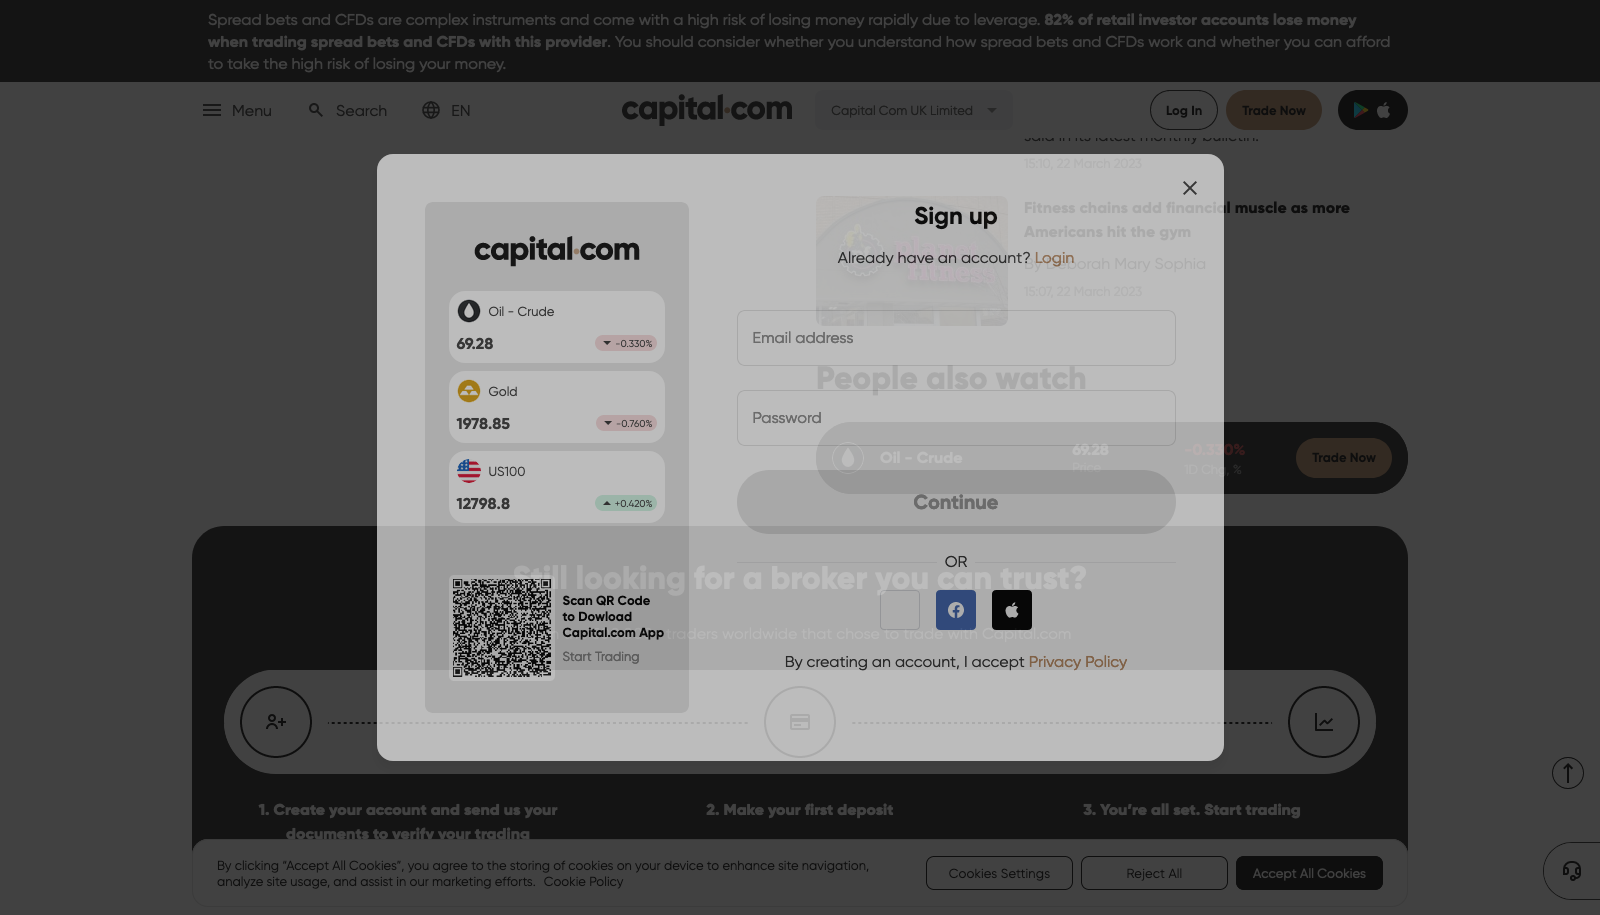 Spread bets and CFDs are complex instruments and come with a high risk of losing money rapidly due to leverage. 82% of retail investor accounts lose money
when trading spread bets and CFDs with this provider. You should consider whether you understand how spread bets and CFDs work and whether you can afford
to take the high risk of losing your money.
Menu
Search
EN
capital.com
Capital Com UK Limited
Log In
Trade Now
said in its latest monthly bulletin.
15:10, 22 March 2023
Fitness chains add financial muscle as more
Americans hit the gym
By Deborah Mary Sophia
15:07, 22 March 2023
People also watch
Oil - Crude
69.28
Price
-0.330%
1D Chg, %
Trade Now
capital.com
Oil - Crude
69.28
-0.330%
Gold
1978.85
-0.760%
US100
12798.8
+0.420%
Scan QR Code
to Dowload
Capital.com App
Start Trading
Sign up
Already have an account? Login
Email address
Password
Continue
OR
By creating an account, I accept Privacy Policy
Still looking for a broker you can trust?
traders worldwide that chose to trade with Capital.com
1. Create your account and send us your
documents to verify your trading
2. Make your first deposit
3. You're all set. Start trading
By clicking “Accept All Cookies”, you agree to the storing of cookies on your device to enhance site navigation,
analyze site usage, and assist in our marketing efforts. Cookie Policy
Cookies Settings
Reject All
Accept All Cookies